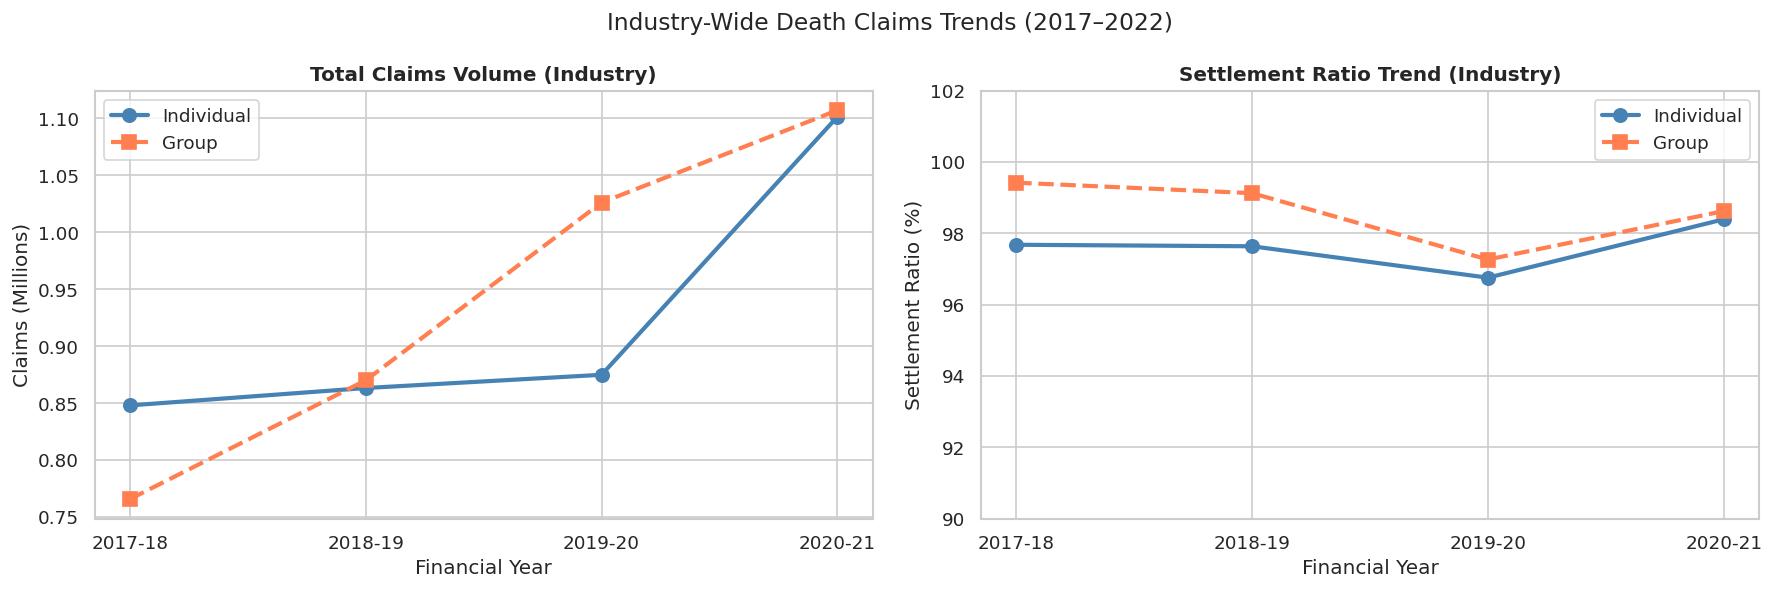 Industry-Wide Death Claims Trends (2017–2022)
Total Claims Volume (Industry)
Individual
Group
Claims (Millions)
1.10
1.05
1.00
0.95
0.90
0.85
0.80
0.75
2017-18
2018-19
2019-20
2020-21
Financial Year
Settlement Ratio Trend (Industry)
Individual
Group
Settlement Ratio (%)
102
100
98
96
94
92
90
2017-18
2018-19
2019-20
2020-21
Financial Year